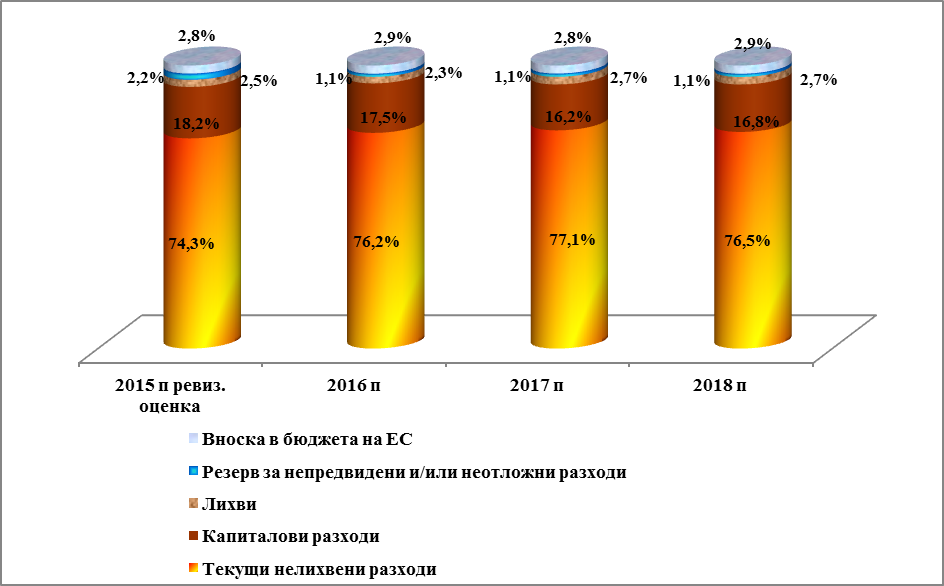 2,8% 2,9% 2,8% 2,9%
2,2% 2,5% 1,1% 2,3% 1,1% 2,7% 1,1% 2,7%
18,2% 17,5% 16,2% 16,8%
74,3% 76,2% 77,1% 76,5%
2015 п ревиз. 2016 п 2017 п 2018 п
оценка
Вноска в бюджета на ЕС
Резерв за непредвидени и/или неотложни разходи
Лихви
Капиталови разходи
Текущи нелихвени разходи